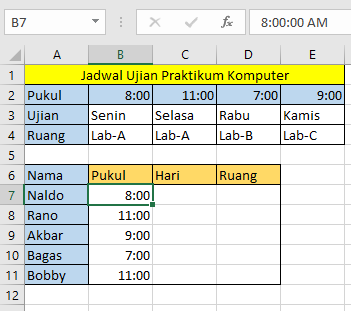 B7 fx 8:00:00 AM
A B C D E
1 Jadwal Ujian Praktikum Komputer
2 Pukul 8:00 11:00 7:00 9:00
3 Ujian Senin Selasa Rabu Kamis
4 Ruang Lab-A Lab-A Lab-B Lab-C
5
6 Nama Pukul Hari Ruang
7 Naldo 8:00
8 Rano 11:00
9 Akbar 9:00
10 Bagas 7:00
11 Bobby 11:00
12